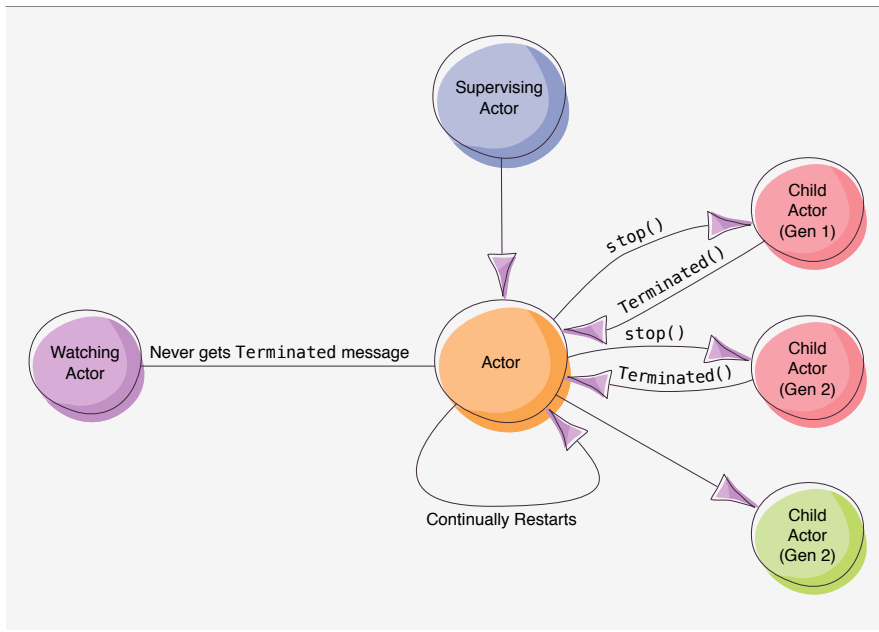 Supervising
Actor
Child
Actor
(Gen 1)
stop()
Terminated()
stop()
Watching
Actor
Never gets Terminated message
Actor
Terminated()
Child
Actor
(Gen 2)
Continually Restarts
Child
Actor
(Gen 2)